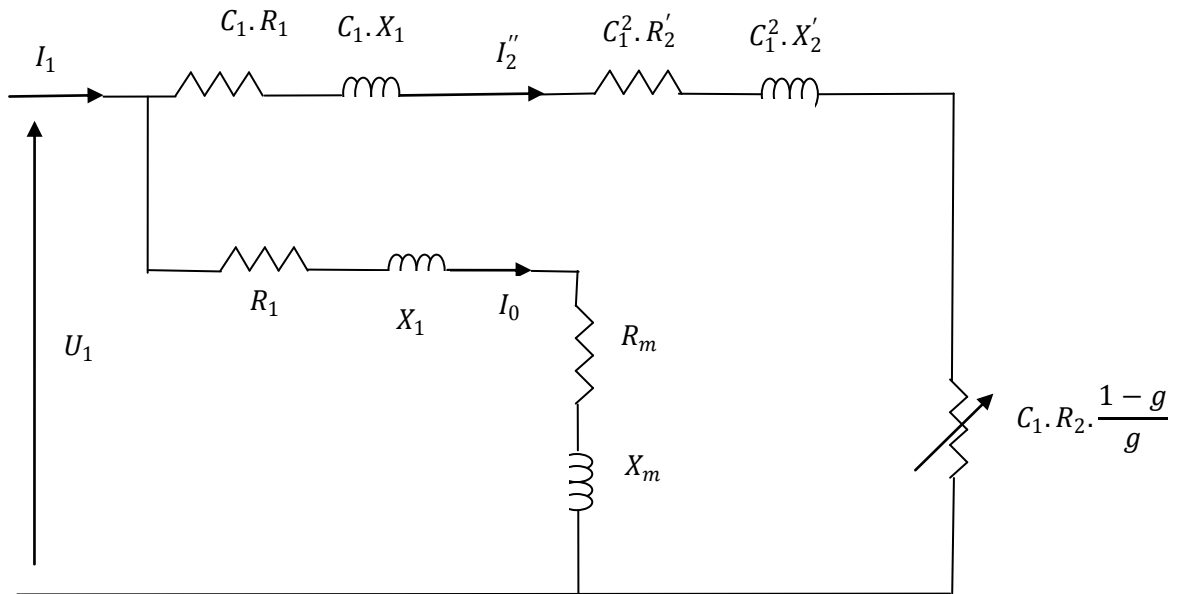 C₁. R₁
C₁. X₁
I₁
I₂′′
C₁². R₂′
C₁². X₂′
R₁
X₁
I₀
U₁
Rₘ
Xₘ
C₁. R₂. (1 − g)/g